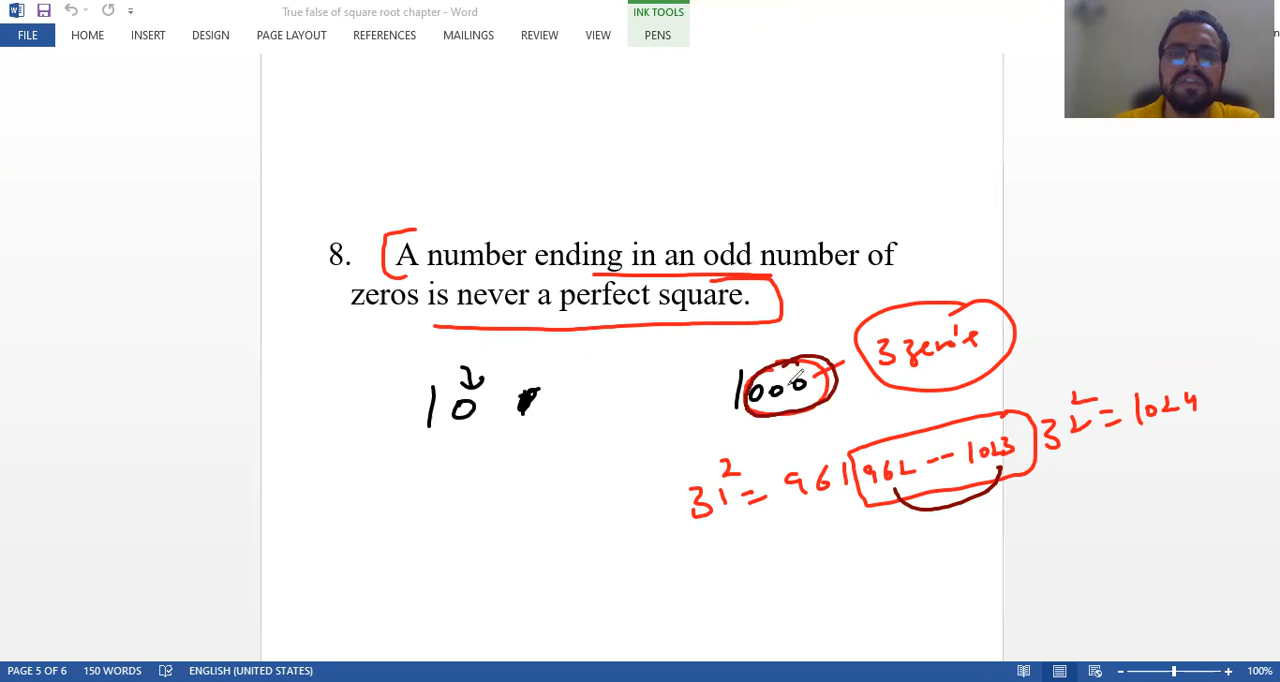 True false of square root chapter - Word
INK TOOLS
FILE HOME INSERT DESIGN PAGE LAYOUT REFERENCES MAILINGS REVIEW VIEW PENS
8. A number ending in an odd number of
zeros is never a perfect square.
3 zero's
10 1000
32² = 1024
31² = 961 962 -- 1023
PAGE 5 OF 6 150 WORDS ENGLISH (UNITED STATES) 100%